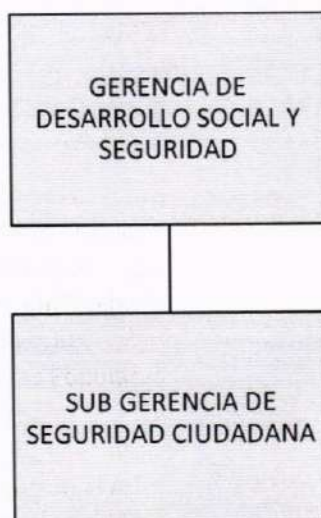 GERENCIA DE
DESARROLLO SOCIAL Y
SEGURIDAD
SUB GERENCIA DE
SEGURIDAD CIUDADANA